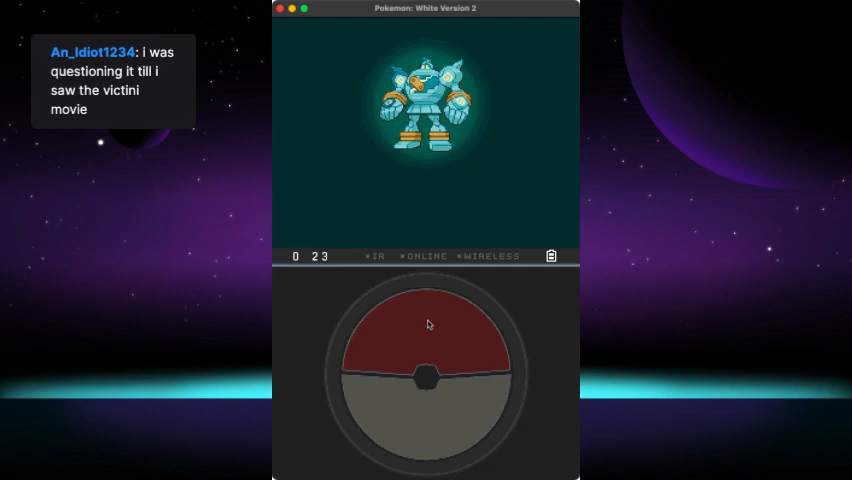 Pokemon: White Version 2
An_Idiot1234: i was
questioning it till i
saw the victini
movie
0 23 IR ONLINE WIRELESS